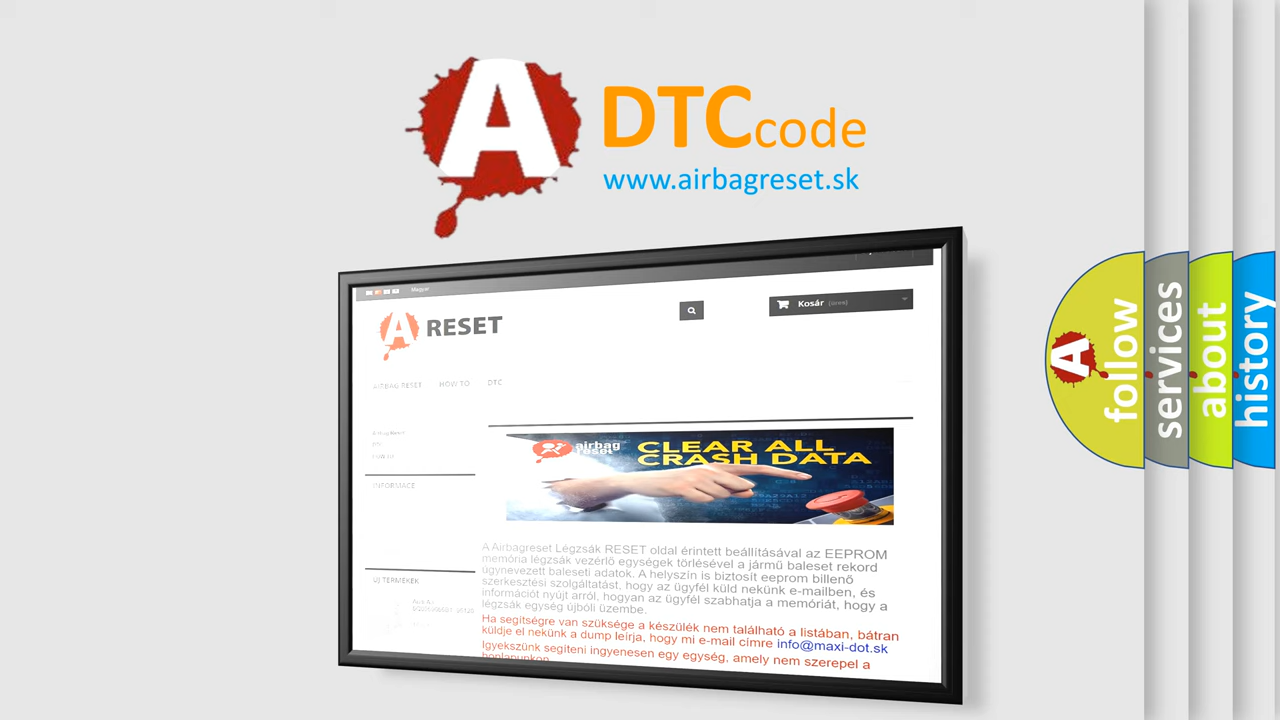 A
DTCcode
www.airbagreset.sk
Magyar
A RESET
Kosár (üres)
AIRBAG RESET HOW TO DTC
INFORMACE
airbag
reset
CLEAR ALL
CRASH DATA
ÚJ TERMÉKEK
A Airbagreset Légzsák RESET oldal érintett beállításával az EEPROM
memória légzsák vezérlő egységek törlésével a jármű baleset rekord
úgynevezett baleseti adatok. A helyszín is biztosít eeprom billenő
szerkesztési szolgáltatást, hogy az ügyfél küld nekünk e-mailben, és
információt nyújt arról, hogyan az ügyfél szabhatja a memóriát, hogy a
légzsák egység újbóli üzembe.
Ha segítségre van szüksége a készülék nem található a listában, bátran
küldje el nekünk a dump leírja, hogy mi e-mail címre info@maxi-dot.sk
Igyekszünk segíteni ingyenesen egy egység, amely nem szerepel a
honlapunkon
A
follow
services
about
history